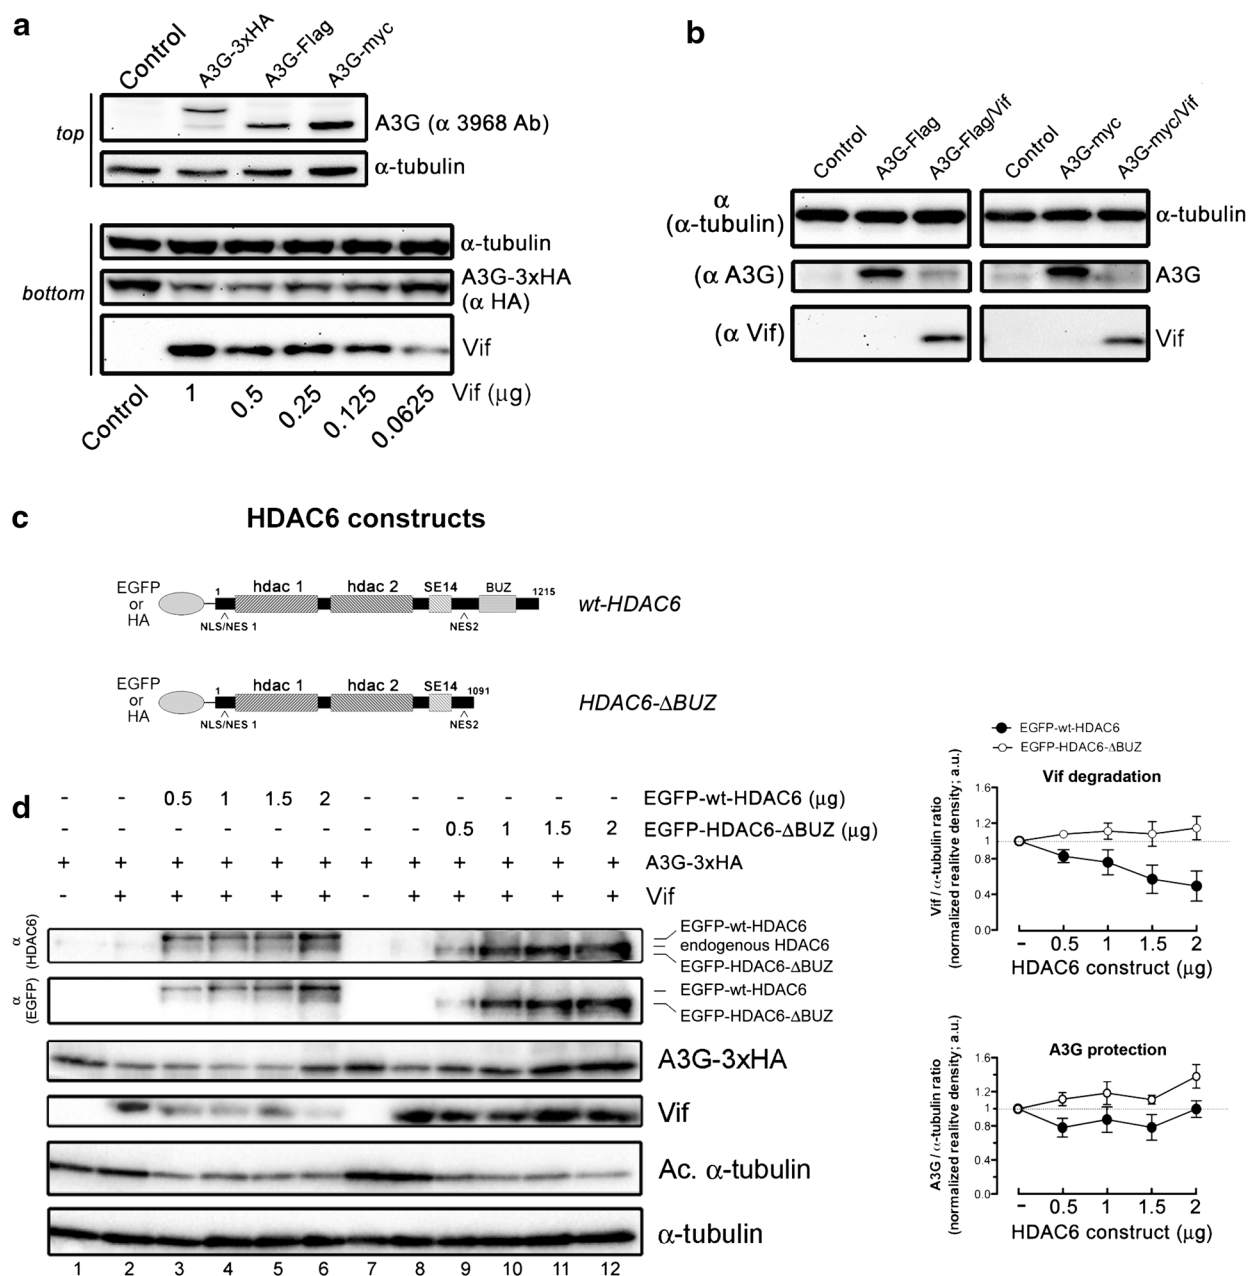 a
Control
A3G-3xHA
A3G-Flag
A3G-myc
top
A3G (α 3968 Ab)
α-tubulin
bottom
α-tubulin
A3G-3xHA
(α HA)
Vif
Control
1
0.5
0.25
0.125
0.0625
Vif (µg)
b
Control
A3G-Flag
A3G-Flag/Vif
Control
A3G-myc
A3G-myc/Vif
α
(α-tubulin)
α-tubulin
(α A3G)
A3G
(α Vif)
Vif
c
HDAC6 constructs
EGFP
or
HA
1
hdac 1
hdac 2
SE14
BUZ
1215
NLS/NES 1
NES2
wt-HDAC6
EGFP
or
HA
1
hdac 1
hdac 2
SE14
1091
NLS/NES 1
NES2
HDAC6-ΔBUZ
d
- - 0.5 1 1.5 2 - - - - - - EGFP-wt-HDAC6 (µg)
- - - - - - - - 0.5 1 1.5 2 EGFP-HDAC6-ΔBUZ (µg)
+ + + + + + + + + + + + A3G-3xHA
- + + + + + - + + + + + Vif
α
(HDAC6)
EGFP-wt-HDAC6
endogenous HDAC6
EGFP-HDAC6-ΔBUZ
α
(EGFP)
EGFP-wt-HDAC6
EGFP-HDAC6-ΔBUZ
A3G-3xHA
Vif
Ac. α-tubulin
α-tubulin
1 2 3 4 5 6 7 8 9 10 11 12
EGFP-wt-HDAC6
EGFP-HDAC6-ΔBUZ
Vif degradation
Vif / α-tubulin ratio
(normalized realitve density; a.u.)
1.6
1.2
1
0.8
0.4
0.0
- 0.5 1 1.5 2
HDAC6 construct (µg)
A3G protection
A3G / α-tubulin ratio
(normalized realitve density; a.u.)
1.6
1.2
1
0.8
0.4
0.0
- 0.5 1 1.5 2
HDAC6 construct (µg)